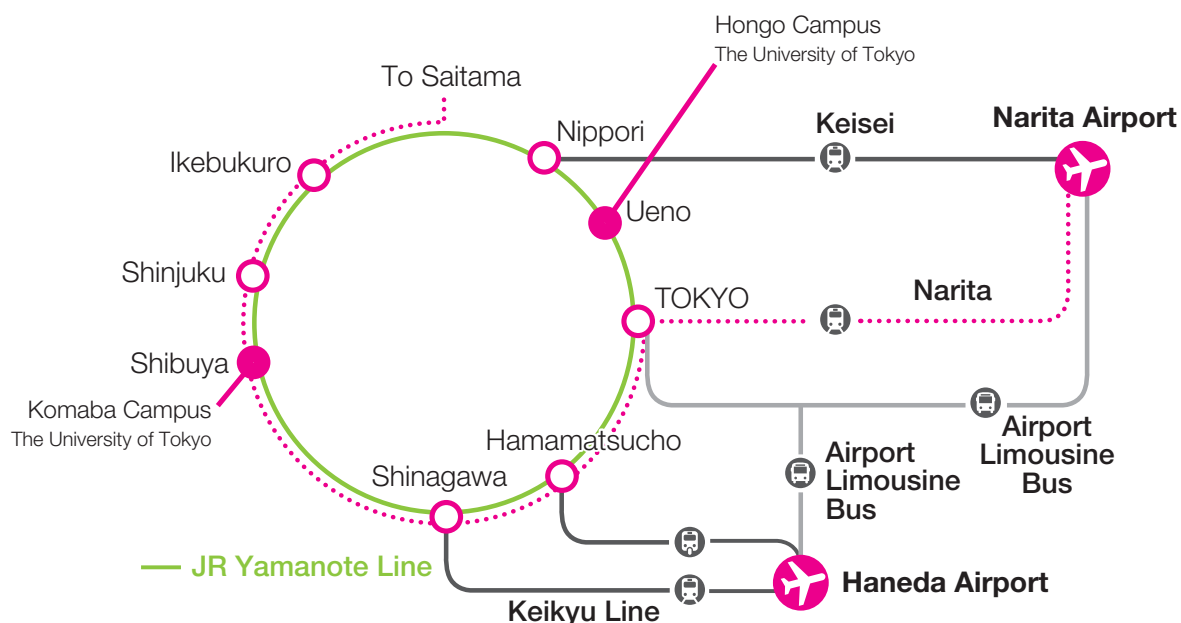 Hongo Campus
The University of Tokyo
To Saitama
Nippori
Keisei
Narita Airport
Ikebukuro
Ueno
Shinjuku
TOKYO
Narita
Shibuya
Komaba Campus
The University of Tokyo
Hamamatsucho
Shinagawa
Airport
Limousine
Bus
Airport
Limousine
Bus
JR Yamanote Line
Haneda Airport
Keikyu Line